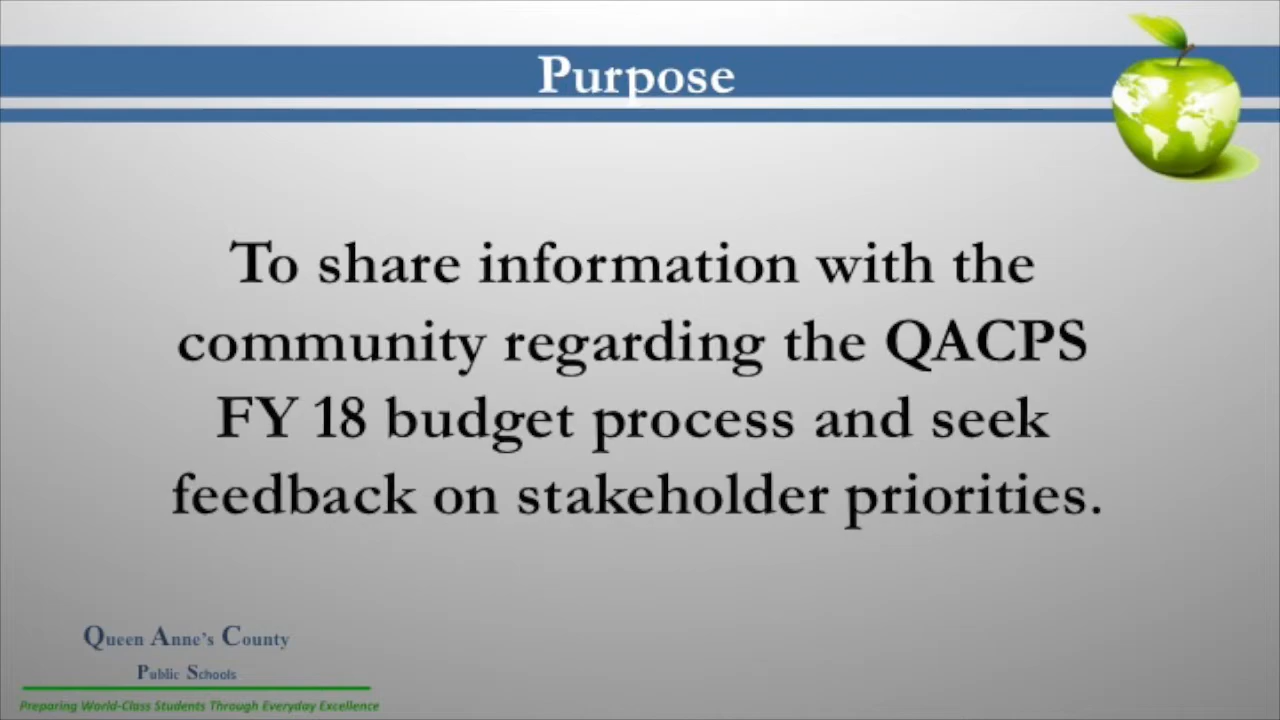 Purpose
To share information with the
community regarding the QACPS
FY 18 budget process and seek
feedback on stakeholder priorities.
Queen Anne's County
Public Schools
Preparing World-Class Students Through Everyday Excellence